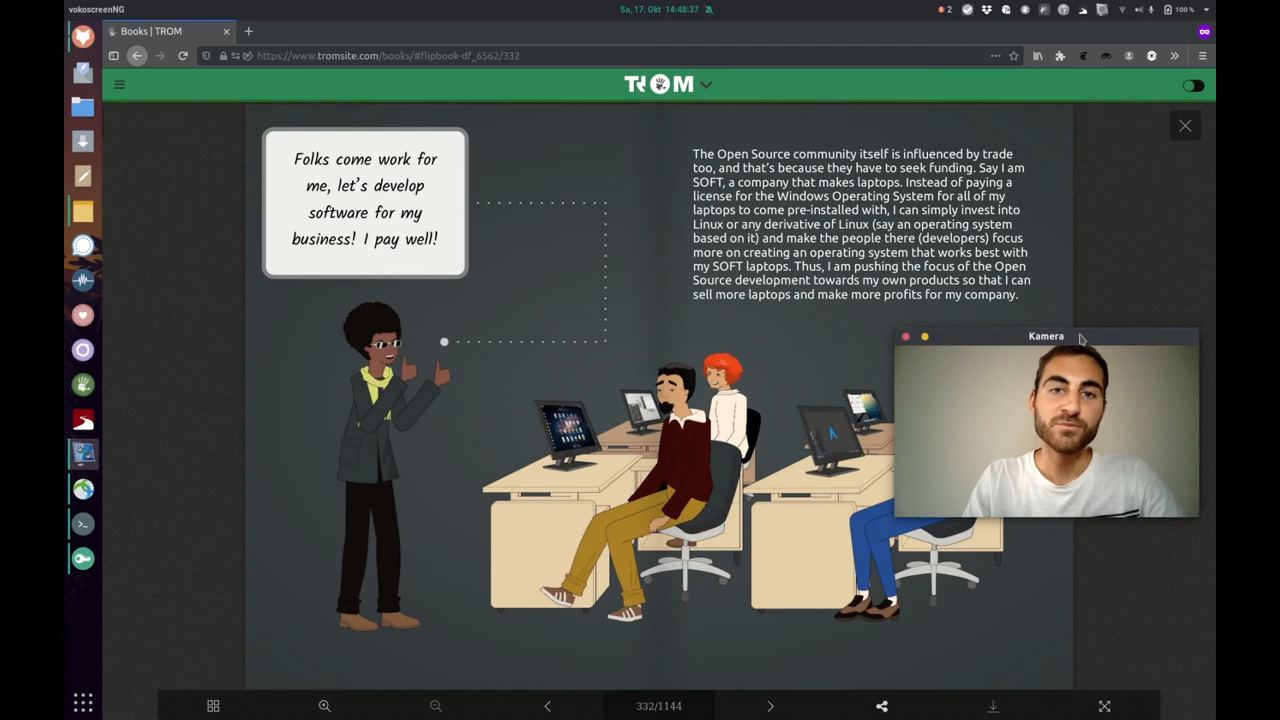 vokoscreenNG
Sa, 17. Okt 14:48:37
2
100 %
Books | TROM
https://www.tromsite.com/books/#flipbook-df_6562/332
TROM
Folks come work for
me, let's develop
software for my
business! I pay well!
The Open Source community itself is influenced by trade
too, and that's because they have to seek funding. Say I am
SOFT, a company that makes laptops. Instead of paying a
license for the Windows Operating System for all of my
laptops to come pre-installed with, I can simply invest into
Linux or any derivative of Linux (say an operating system
based on it) and make the people there (developers) focus
more on creating an operating system that works best with
my SOFT laptops. Thus, I am pushing the focus of the Open
Source development towards my own products so that I can
sell more laptops and make more profits for my company.
Kamera
332/1144